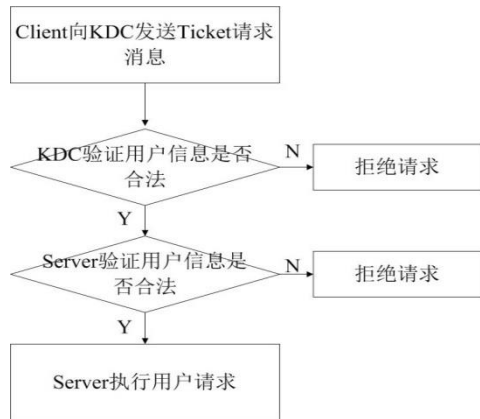 Client向KDC发送Ticket请求
消息
KDC验证用户信息是否
合法
N
拒绝请求
Y
Server验证用户信息是
否合法
N
拒绝请求
Y
Server执行用户请求